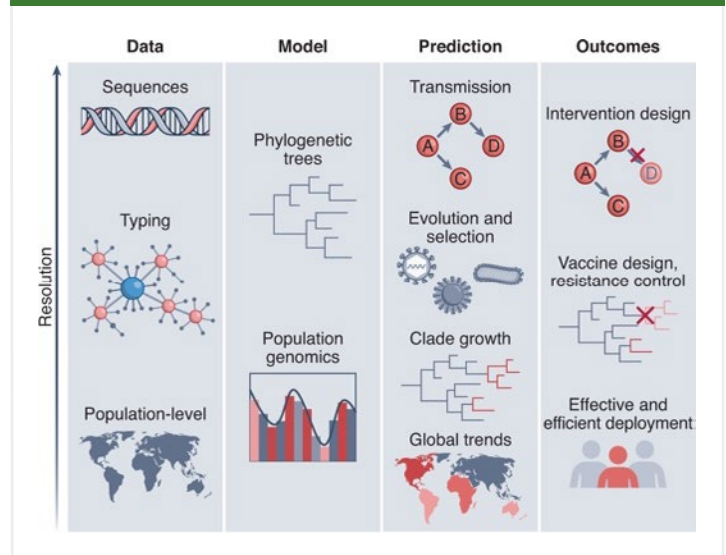 Data
Model
Prediction
Outcomes
Resolution
Sequences
Typing
Population-level
Phylogenetic
trees
Population
genomics
Transmission
A
B
C
D
Evolution and
selection
Clade growth
Global trends
Intervention design
A
B
C
D
Vaccine design,
resistance control
Effective and
efficient deployment